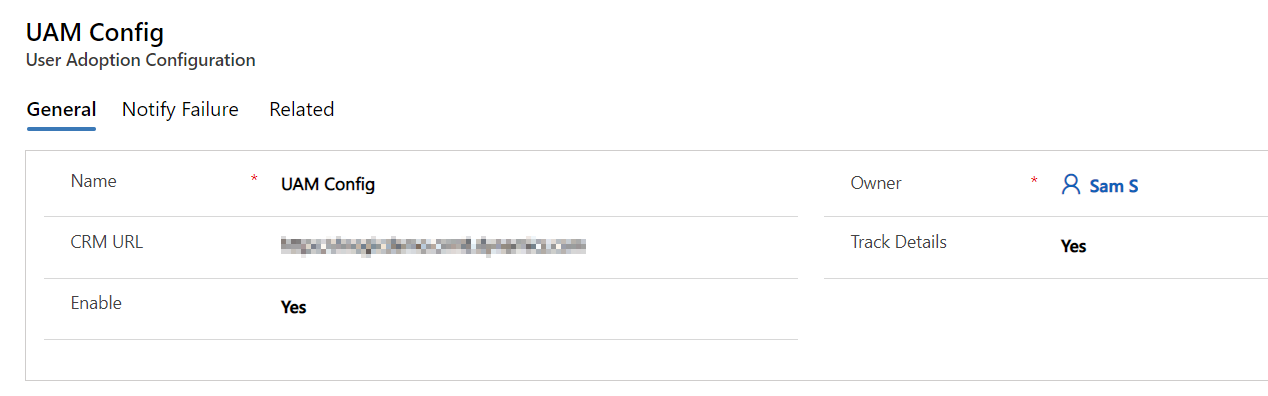 UAM Config
User Adoption Configuration
General Notify Failure Related
Name * UAM Config Owner * Sam S
CRM URL Track Details Yes
Enable Yes